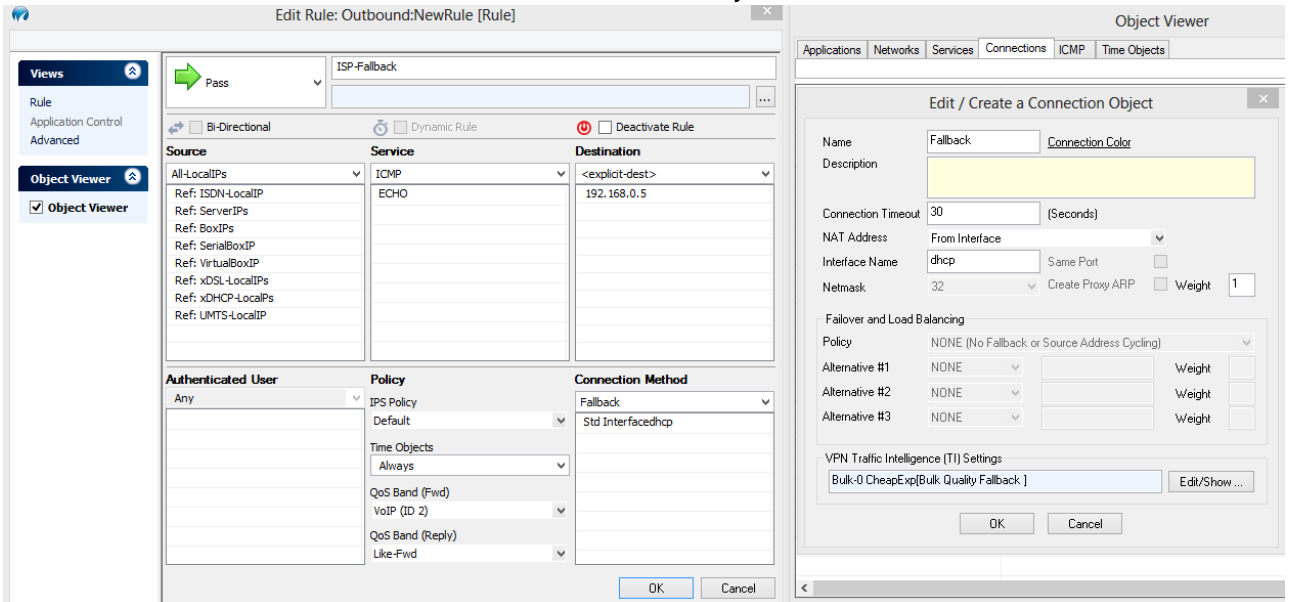 Edit Rule: Outbound:NewRule [Rule]
Views
Rule
Application Control
Advanced
Object Viewer
Object Viewer
Pass
ISP-Fallback
...
Bi-Directional
Dynamic Rule
Deactivate Rule
Source
Service
Destination
All-LocalIPs
ICMP
<explicit-dest>
Ref: ISDN-LocalIP
ECHO
192.168.0.5
Ref: ServerIPs
Ref: BoxIPs
Ref: SerialBoxIP
Ref: VirtualBoxIP
Ref: xDSL-LocalIPs
Ref: xDHCP-LocalPs
Ref: UMTS-LocalIP
Authenticated User
Policy
Connection Method
Any
IPS Policy
Fallback
Default
Std Interfacedhcp
Time Objects
Always
QoS Band (Fwd)
VoIP (ID 2)
QoS Band (Reply)
Like-Fwd
OK
Cancel
Object Viewer
Applications
Networks
Services
Connections
ICMP
Time Objects
Edit / Create a Connection Object
Name
Fallback
Connection Color
Description
Connection Timeout
30
(Seconds)
NAT Address
From Interface
Interface Name
dhcp
Same Port
Netmask
32
Create Proxy ARP
Weight
1
Failover and Load Balancing
Policy
NONE (No Fallback or Source Address Cycling)
Alternative #1
NONE
Weight
Alternative #2
NONE
Weight
Alternative #3
NONE
Weight
VPN Traffic Intelligence (TI) Settings
Bulk-0 CheapExp[Bulk Quality Fallback ]
Edit/Show ...
OK
Cancel